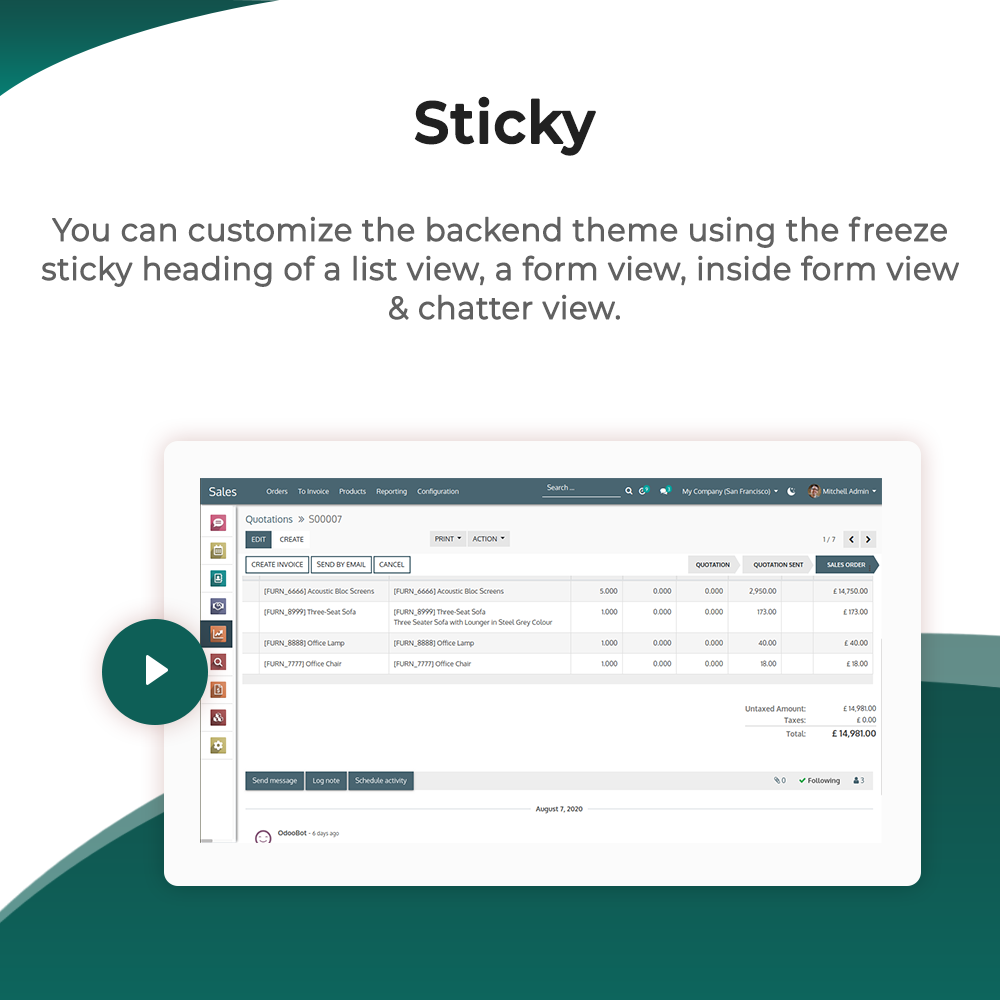 Sticky
You can customize the backend theme using the freeze
sticky heading of a list view, a form view, inside form view
& chatter view.
Sales Orders To Invoice Products Reporting Configuration Search ... My Company (San Francisco) Mitchell Admin
Quotations » S00007
EDIT CREATE PRINT ACTION 1 / 7
CREATE INVOICE SEND BY EMAIL CANCEL QUOTATION QUOTATION SENT SALES ORDER
[FURN_6666] Acoustic Bloc Screens [FURN_6666] Acoustic Bloc Screens 5.000 0.000 0.000 2,950.00 £ 14,750.00
[FURN_8999] Three-Seat Sofa [FURN_8999] Three-Seat Sofa 1.000 0.000 0.000 173.00 £ 173.00
Three Seater Sofa with Lounger in Steel Grey Colour
[FURN_8888] Office Lamp [FURN_8888] Office Lamp 1.000 0.000 0.000 40.00 £ 40.00
[FURN_7777] Office Chair [FURN_7777] Office Chair 1.000 0.000 0.000 18.00 £ 18.00
Untaxed Amount: £ 14,981.00
Taxes: £ 0.00
Total: £ 14,981.00
Send message Log note Schedule activity 0 Following 3
August 7, 2020
OdooBot - 6 days ago